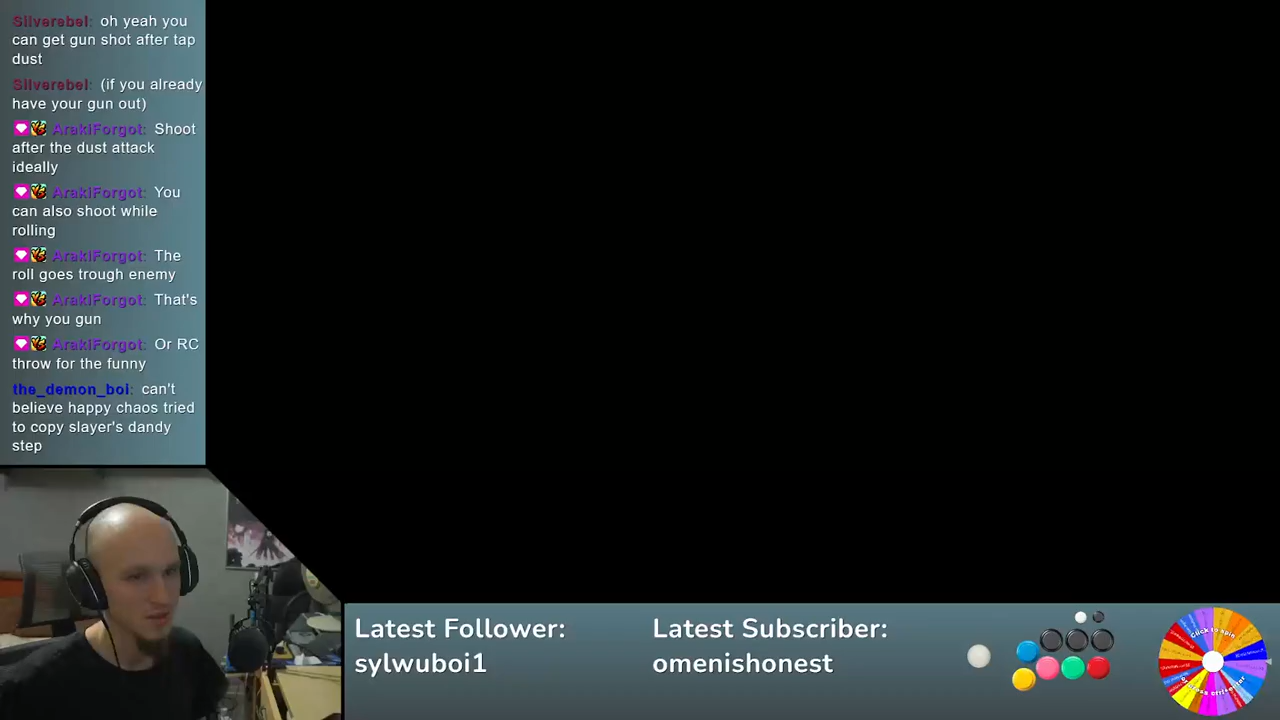 Silverebel: oh yeah you
can get gun shot after tap
dust
Silverebel: (if you already
have your gun out)
ArakiForgot: Shoot
after the dust attack
ideally
ArakiForgot: You
can also shoot while
rolling
ArakiForgot: The
roll goes trough enemy
ArakiForgot: That's
why you gun
ArakiForgot: Or RC
throw for the funny
the_demon_boi: can't
believe happy chaos tried
to copy slayer's dandy
step
Latest Follower:
sylwuboi1
Latest Subscriber:
omenishonest
Click to spin